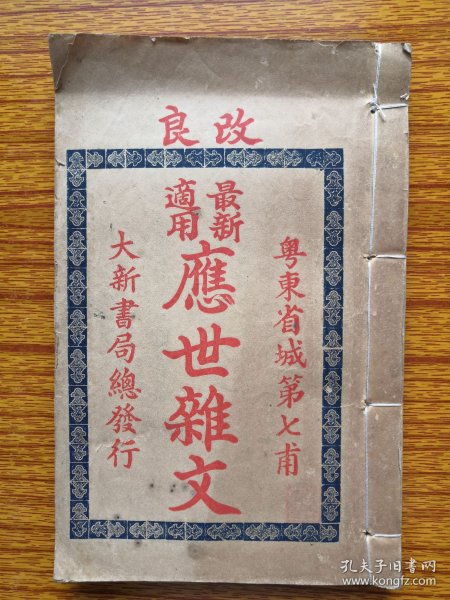 改良
粵東省城第七甫
最新
適用
應世雜文
大新書局總發行
孔夫子旧书网
www.kongfz.com